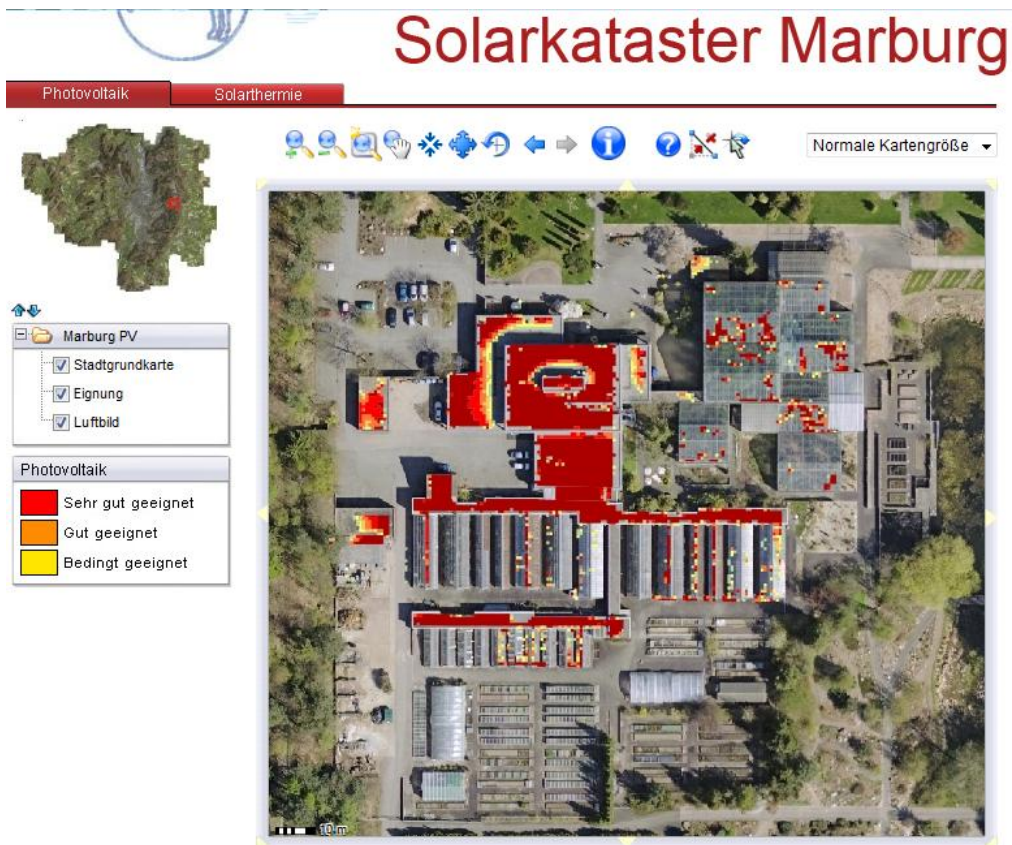 Solarkataster Marburg
Photovoltaik Solarthermie
Normale Kartengröße
Marburg PV
Stadtgrundkarte
Eignung
Luftbild
Photovoltaik
Sehr gut geeignet
Gut geeignet
Bedingt geeignet
10 m